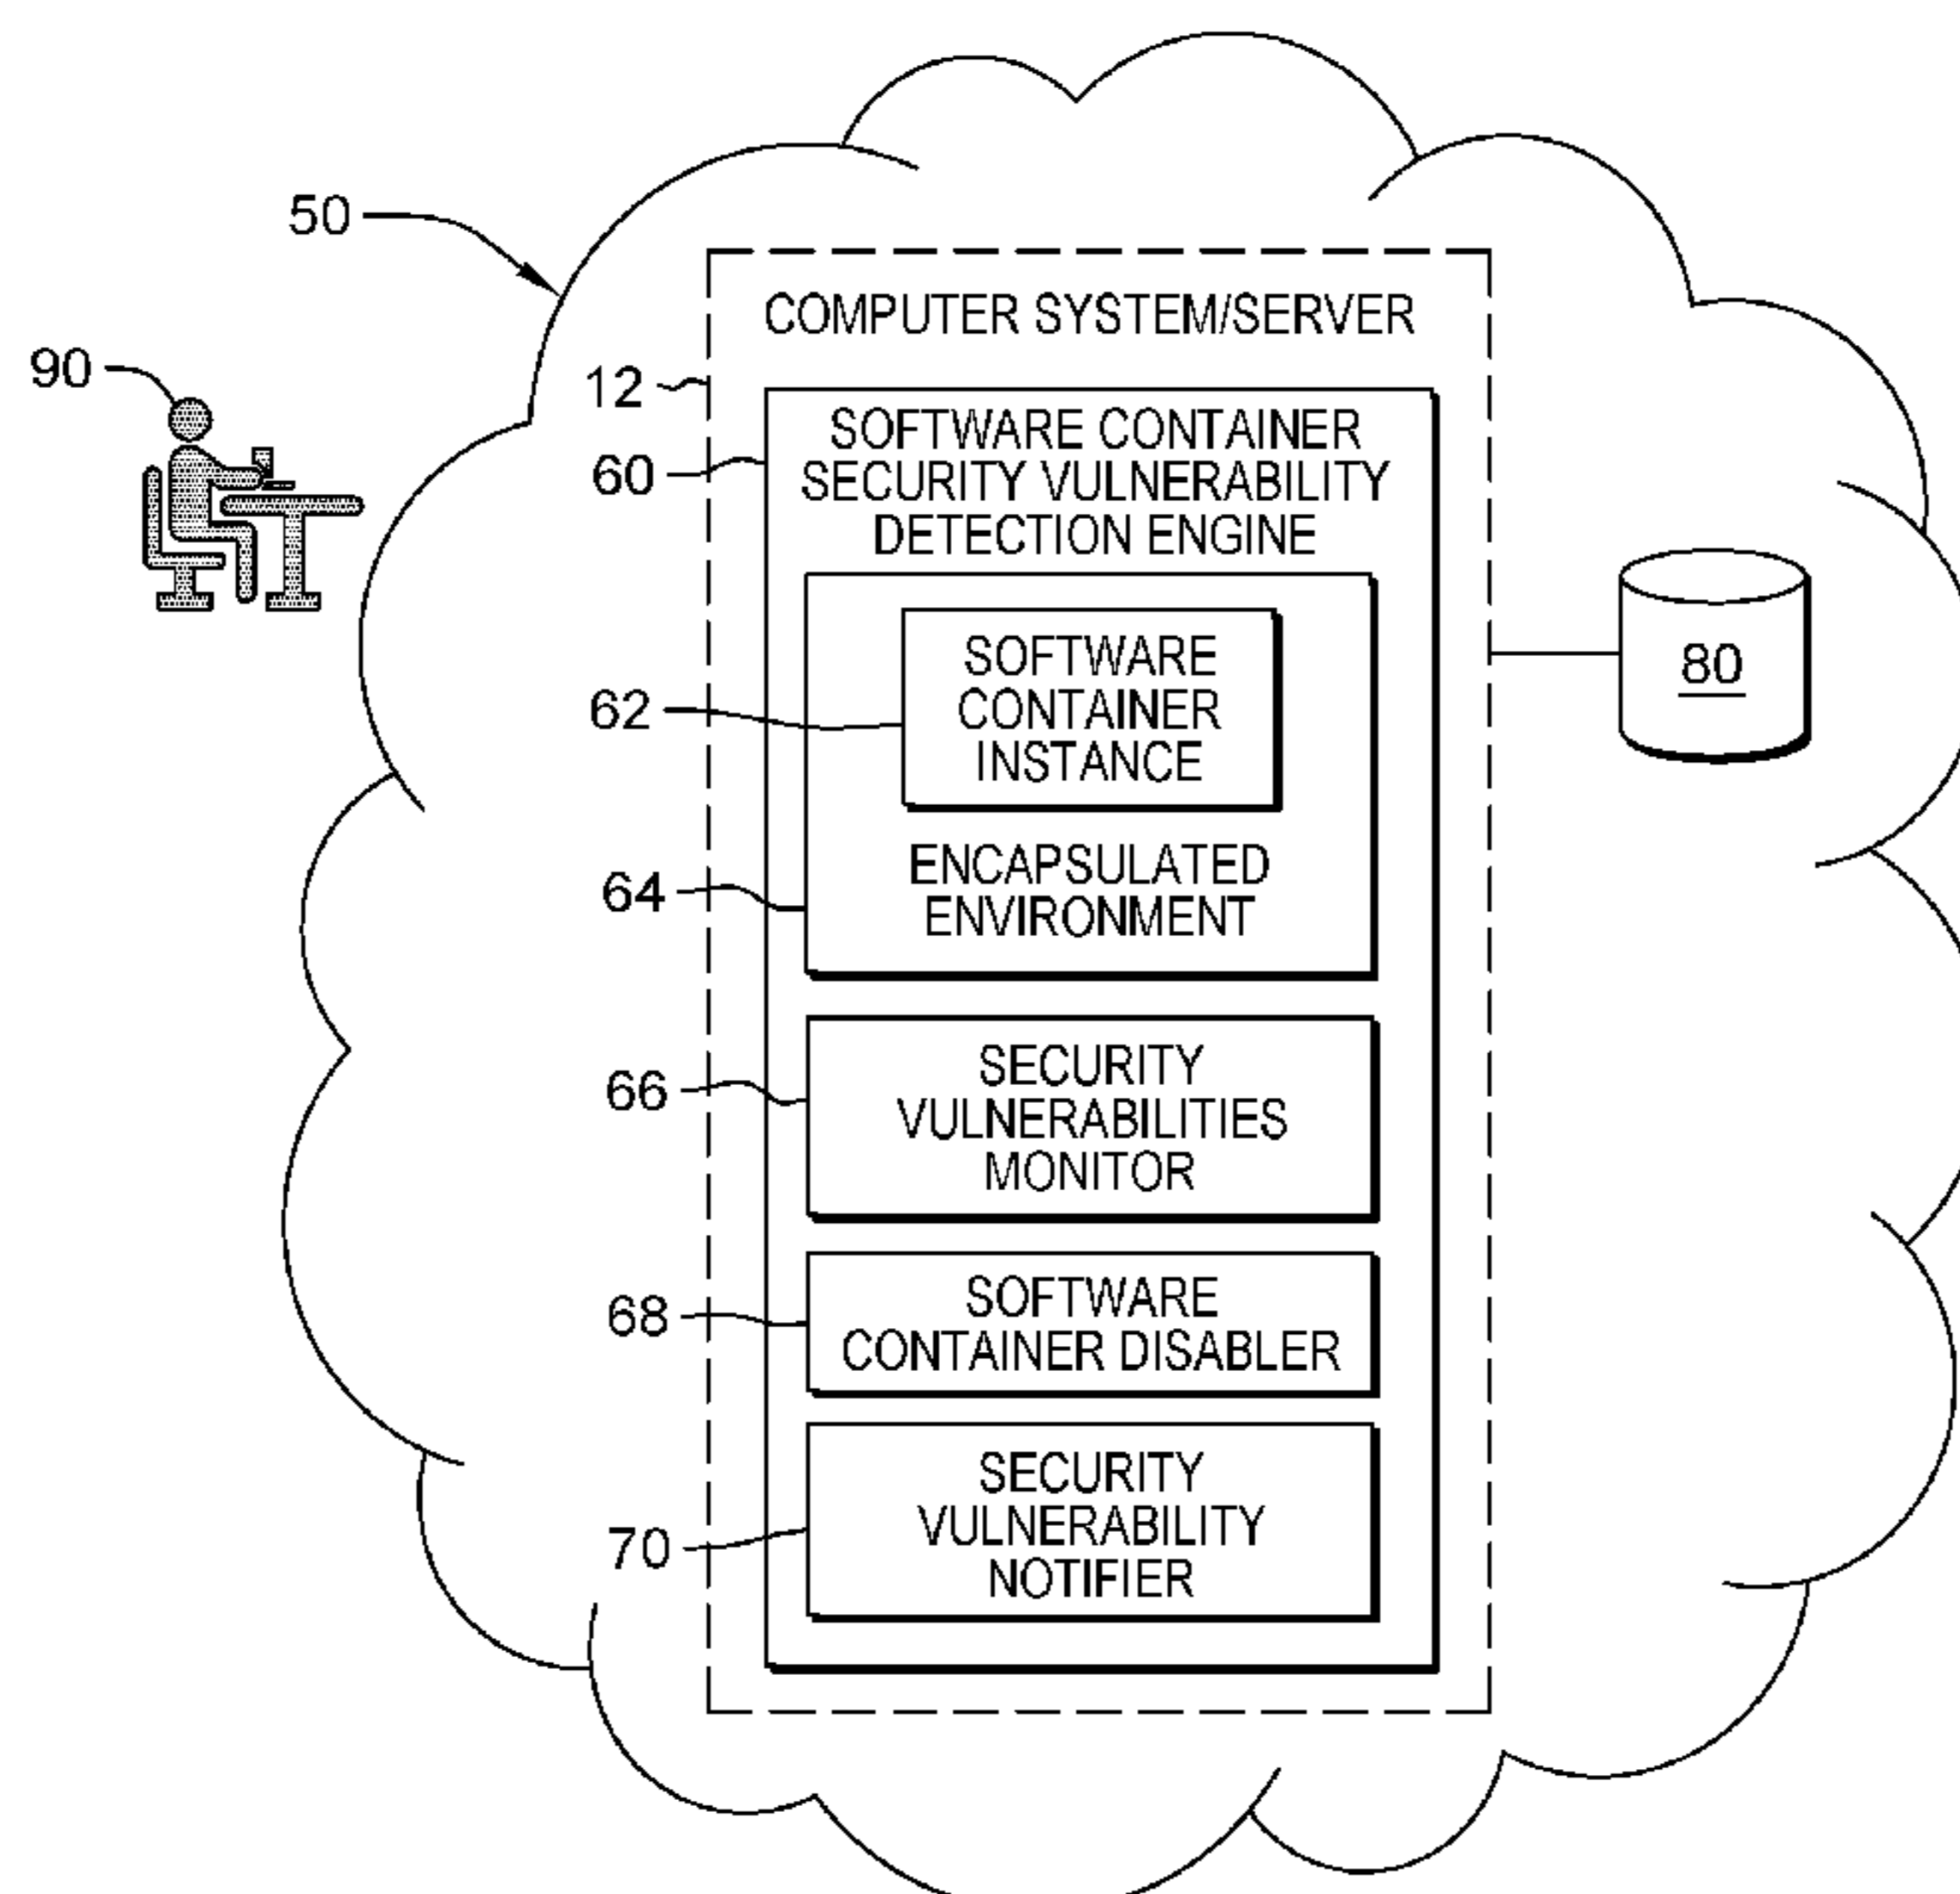 50
COMPUTER SYSTEM/SERVER
90
12
SOFTWARE CONTAINER
60
SECURITY VULNERABILITY
DETECTION ENGINE
SOFTWARE
62
CONTAINER
INSTANCE
80
ENCAPSULATED
64
ENVIRONMENT
SECURITY
66
VULNERABILITIES
MONITOR
SOFTWARE
68
CONTAINER DISABLER
SECURITY
70
VULNERABILITY
NOTIFIER